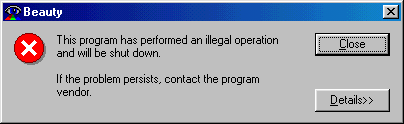 Beauty
This program has performed an illegal operation
and will be shut down.
Close
If the problem persists, contact the program
vendor.
Details>>